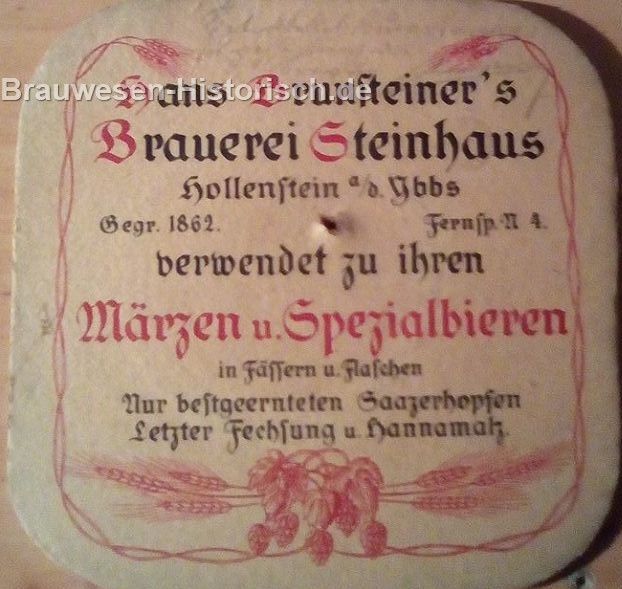 Brauwesen-Historisch.de
Hans
Brauerei Steinhaus
Hollenstein a/d. Ybbs
Gegr. 1862. Fernsp. N 4.
verwendet zu ihren
Märzen u. Spezialbieren
in Fässern u. Flaschen
Nur bestgeernteten Saazerhopfen
Letzter Fechsung u. Hannamalz.